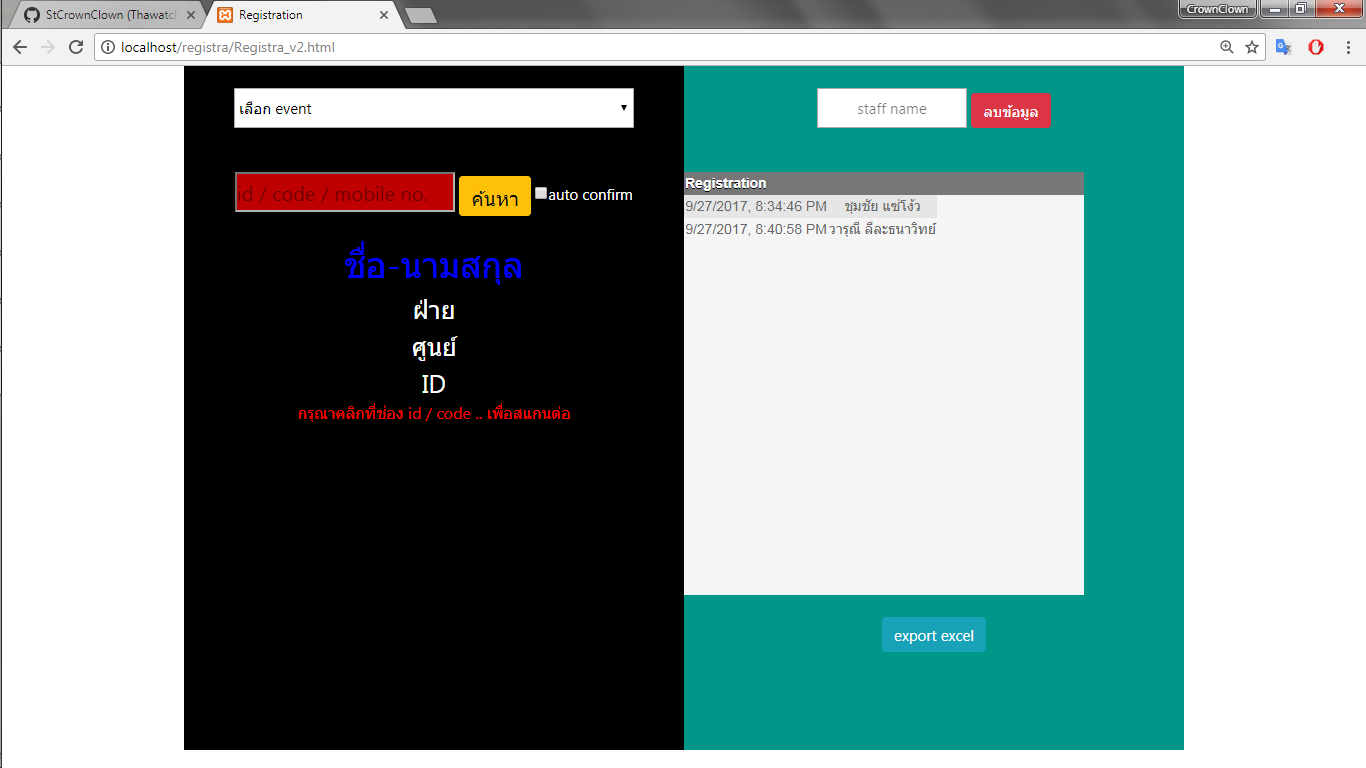 StCrownClown (Thawatch
Registration
CrownClown
localhost/registra/Registra_v2.html
เลือก event
staff name
ลบข้อมูล
id / code / mobile no.
ค้นหา
auto confirm
Registration
9/27/2017, 8:34:46 PM ชุมชัย แซ่โง้ว
9/27/2017, 8:40:58 PM วารุณี ลีละธนาวิทย์
ชื่อ-นามสกุล
ฝ่าย
ศูนย์
ID
กรุณาคลิกที่ช่อง id / code .. เพื่อสแกนต่อ
export excel